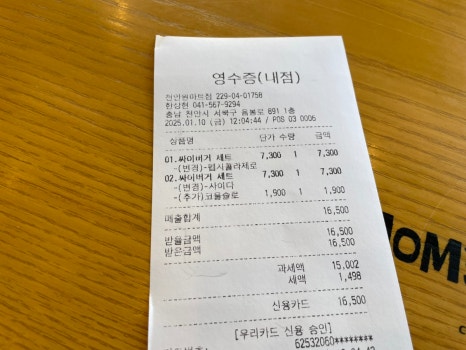 영수증(내점)
천안원마트점 229-04-01758
한상현 041-567-9294
충남 천안시 서북구 음봉로 891 1층
2025.01.10 (금) 12:04:44 / POS 03 0006
상품명 단가 수량 금액
01.싸이버거 세트 7,300 1 7,300
-(변경)-펩시콜라제로
02.싸이버거 세트 7,300 1 7,300
-(변경)-사이다
-(추가)코울슬로 1,900 1 1,900
매출합계 16,500
받을금액 16,500
받은금액 16,500
과세액 15,002
세액 1,498
신용카드 16,500
[우리카드 신용 승인]
62532060********
MOM'S